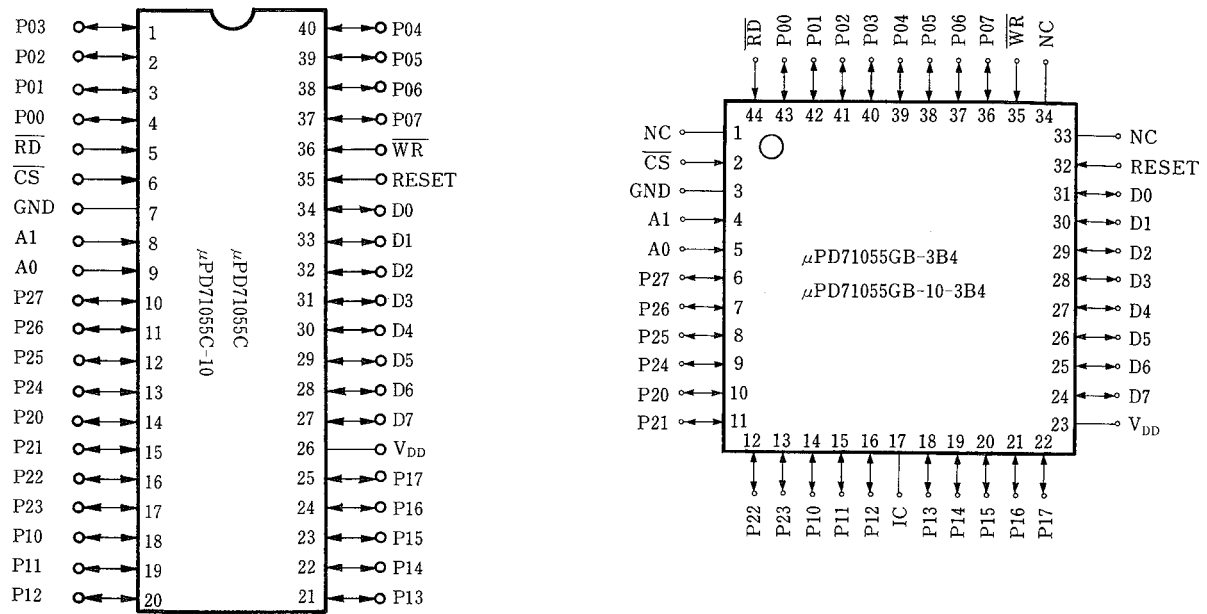 P03 1 40 P04
P02 2 39 P05
P01 3 38 P06
P00 4 37 P07
R̅D̅ 5 36 W̅R̅
C̅S̅ 6 35 RESET
GND 7 34 D0
A1 8 33 D1
A0 9 32 D2
P27 10 31 D3
P26 11 30 D4
P25 12 29 D5
P24 13 28 D6
P20 14 27 D7
P21 15 26 VDD
P22 16 25 P17
P23 17 24 P16
P10 18 23 P15
P11 19 22 P14
P12 20 21 P13
μPD71055C
μPD71055C-10
R̅D̅ P00 P01 P02 P03 P04 P05 P06 P07 W̅R̅ NC
44 43 42 41 40 39 38 37 36 35 34
NC 1 33 NC
C̅S̅ 2 32 RESET
GND 3 31 D0
A1 4 30 D1
A0 5 29 D2
P27 6 28 D3
P26 7 27 D4
P25 8 26 D5
P24 9 25 D6
P20 10 24 D7
P21 11 23 VDD
μPD71055GB-3B4
μPD71055GB-10-3B4
12 13 14 15 16 17 18 19 20 21 22
P22 P23 P10 P11 P12 IC P13 P14 P15 P16 P17